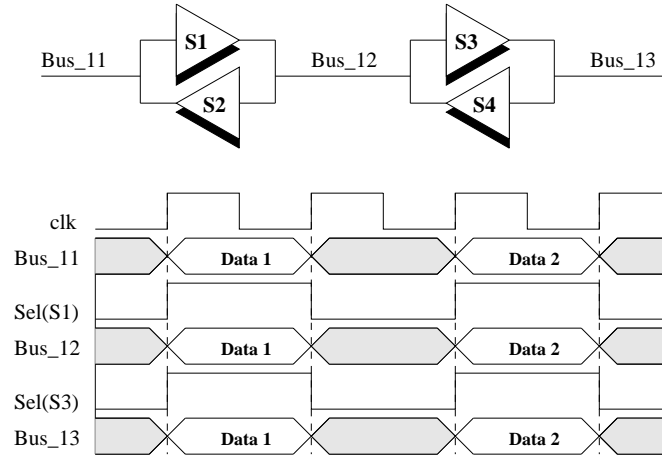 S1 S3
Bus_11 Bus_12 Bus_13
S2 S4
clk
Bus_11 Data 1 Data 2
Sel(S1)
Bus_12 Data 1 Data 2
Sel(S3)
Bus_13 Data 1 Data 2